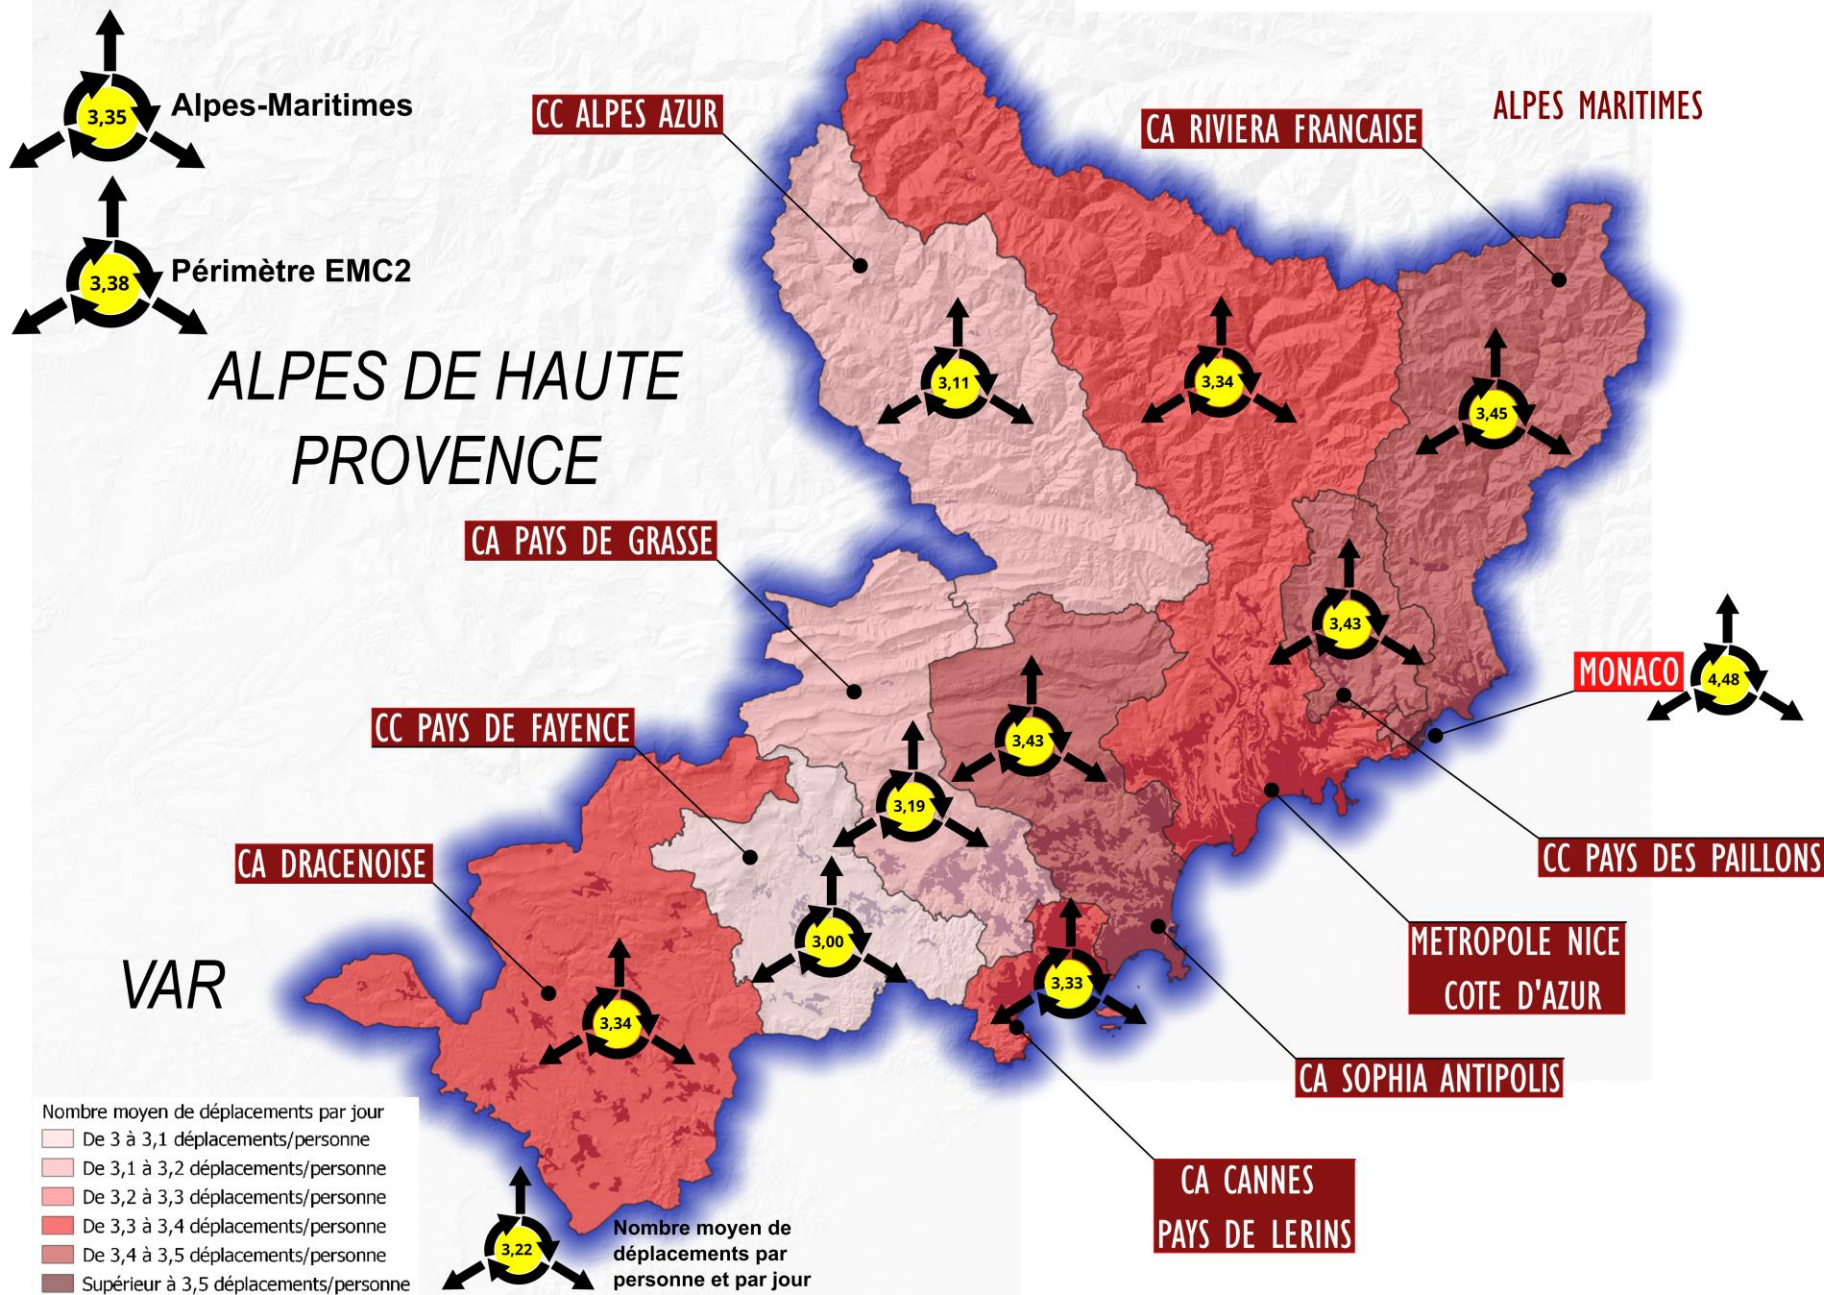 3,35
Alpes-Maritimes
3,38
Périmètre EMC2
CC ALPES AZUR
CA RIVIERA FRANCAISE
ALPES MARITIMES
ALPES DE HAUTE
PROVENCE
3,11
3,34
3,45
CA PAYS DE GRASSE
3,43
MONACO
4,48
CC PAYS DE FAYENCE
3,43
3,19
CA DRACENOISE
CC PAYS DES PAILLONS
3,00
METROPOLE NICE
COTE D'AZUR
VAR
3,33
3,34
CA SOPHIA ANTIPOLIS
CA CANNES
PAYS DE LERINS
Nombre moyen de déplacements par jour
De 3 à 3,1 déplacements/personne
De 3,1 à 3,2 déplacements/personne
De 3,2 à 3,3 déplacements/personne
De 3,3 à 3,4 déplacements/personne
De 3,4 à 3,5 déplacements/personne
Supérieur à 3,5 déplacements/personne
3,22
Nombre moyen de
déplacements par
personne et par jour